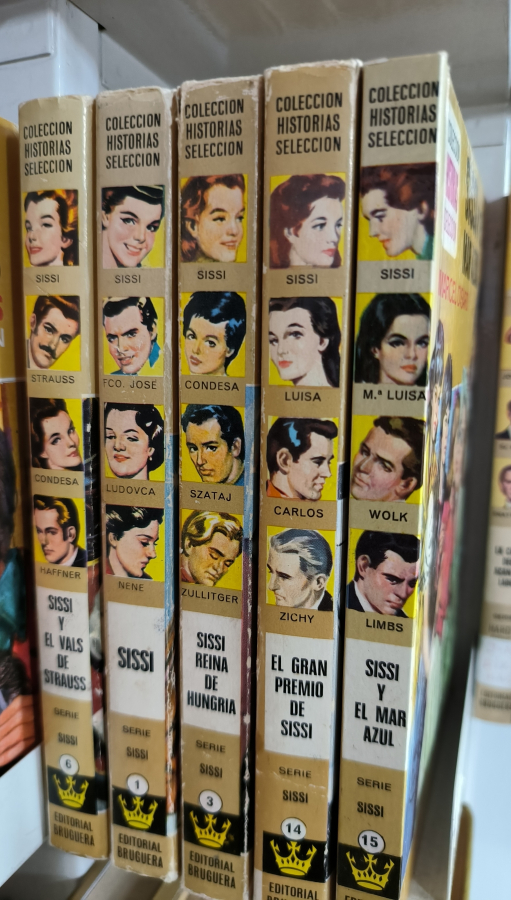 COLECCION
HISTORIAS
SELECCION
SISSI
STRAUSS
CONDESA
HAFFNER
SISSI
Y
EL VALS
DE
STRAUSS
SERIE
SISSI
6
EDITORIAL
BRUGUERA
COLECCION
HISTORIAS
SELECCION
SISSI
FCO. JOSE
LUDOVCA
NENE
SISSI
SERIE
SISSI
1
EDITORIAL
BRUGUERA
COLECCION
HISTORIAS
SELECCION
SISSI
CONDESA
SZATAJ
ZULLITGER
SISSI
REINA
DE
HUNGRIA
SERIE
SISSI
3
EDITORIAL
BRUGUERA
COLECCION
HISTORIAS
SELECCION
SISSI
LUISA
CARLOS
ZICHY
EL GRAN
PREMIO
DE
SISSI
SERIE
SISSI
14
EDITORIAL
COLECCION
HISTORIAS
SELECCION
SISSI
M.ª LUISA
WOLK
LIMBS
SISSI
Y
EL MAR
AZUL
SERIE
SISSI
15
EDITORIAL